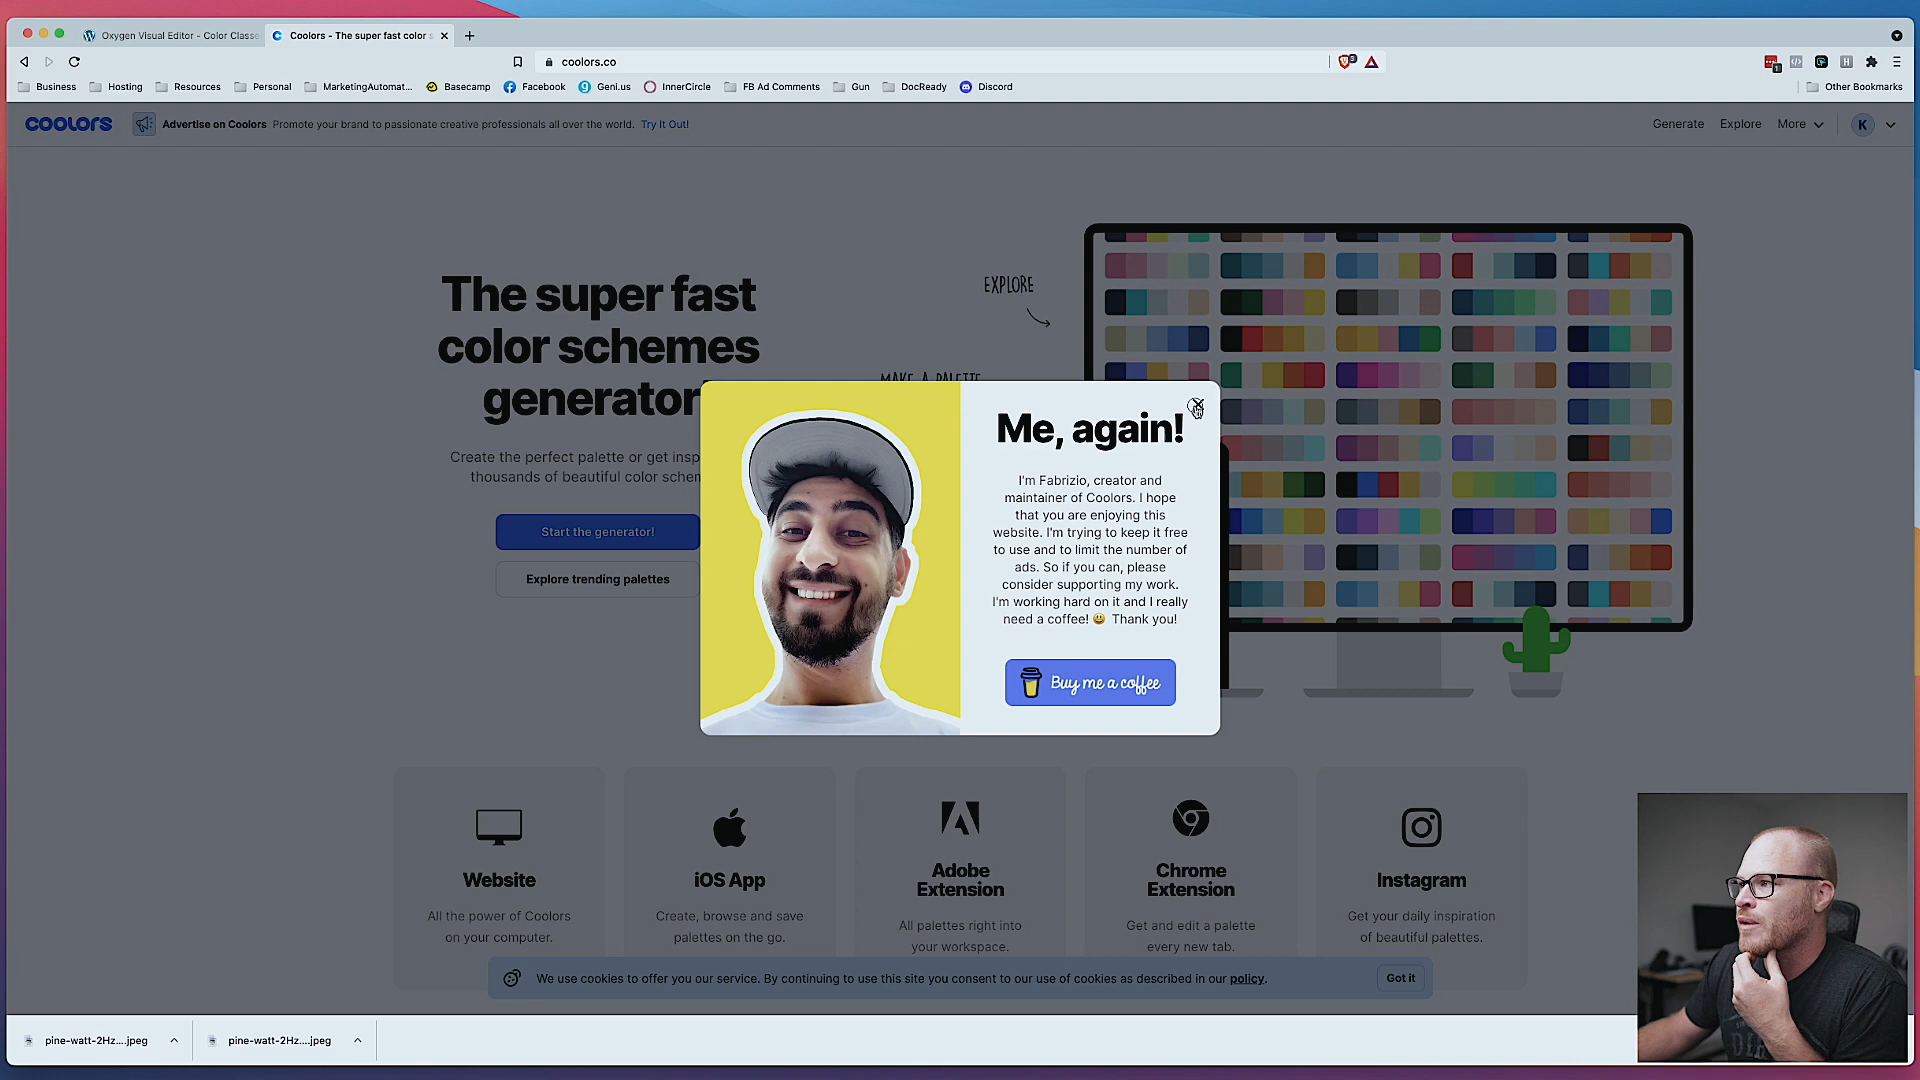 Oxygen Visual Editor - Color Classe
Coolors - The super fast color s
coolors.co
Business
Hosting
Resources
Personal
MarketingAutomat...
Basecamp
Facebook
Geni.us
InnerCircle
FB Ad Comments
Gun
DocReady
Discord
Other Bookmarks
coolors
Advertise on Coolors Promote your brand to passionate creative professionals all over the world. Try It Out!
Generate
Explore
More
K
The super fast
color schemes
generator
Create the perfect palette or get insp
thousands of beautiful color schem
Start the generator!
Explore trending palettes
EXPLORE
MAKE A PALETTE
Me, again!
I'm Fabrizio, creator and
maintainer of Coolors. I hope
that you are enjoying this
website. I'm trying to keep it free
to use and to limit the number of
ads. So if you can, please
consider supporting my work.
I'm working hard on it and I really
need a coffee! 😃 Thank you!
Buy me a coffee
Website
All the power of Coolors
on your computer.
iOS App
Create, browse and save
palettes on the go.
Adobe
Extension
All palettes right into
your workspace.
Chrome
Extension
Get and edit a palette
every new tab.
Instagram
Get your daily inspiration
of beautiful palettes.
We use cookies to offer you our service. By continuing to use this site you consent to our use of cookies as described in our policy.
Got it
pine-watt-2Hz....jpeg
pine-watt-2Hz....jpeg